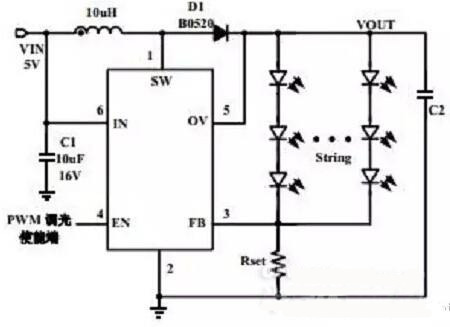 10uH
D1
B0520
VOUT
VIN
5V
1
SW
6
IN
OV
5
C1
10uF
16V
C2
String
PWM 调光
使能端
4
EN
FB
3
2
Rset